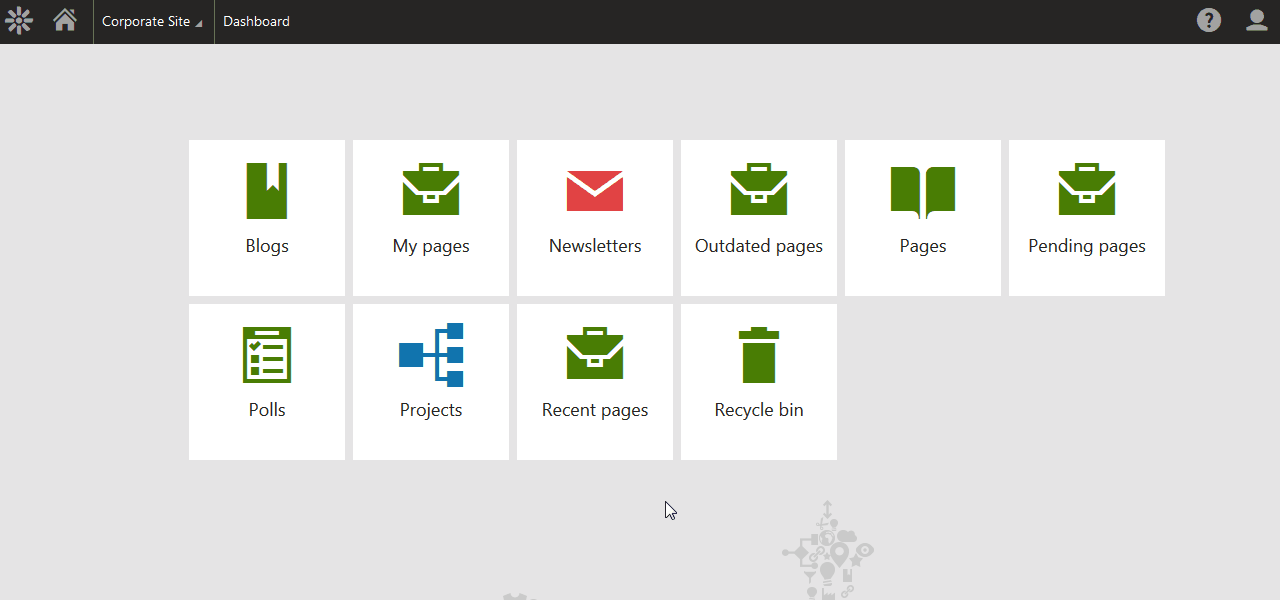 Corporate Site Dashboard ?
Blogs My pages Newsletters Outdated pages Pages Pending pages
Polls Projects Recent pages Recycle bin